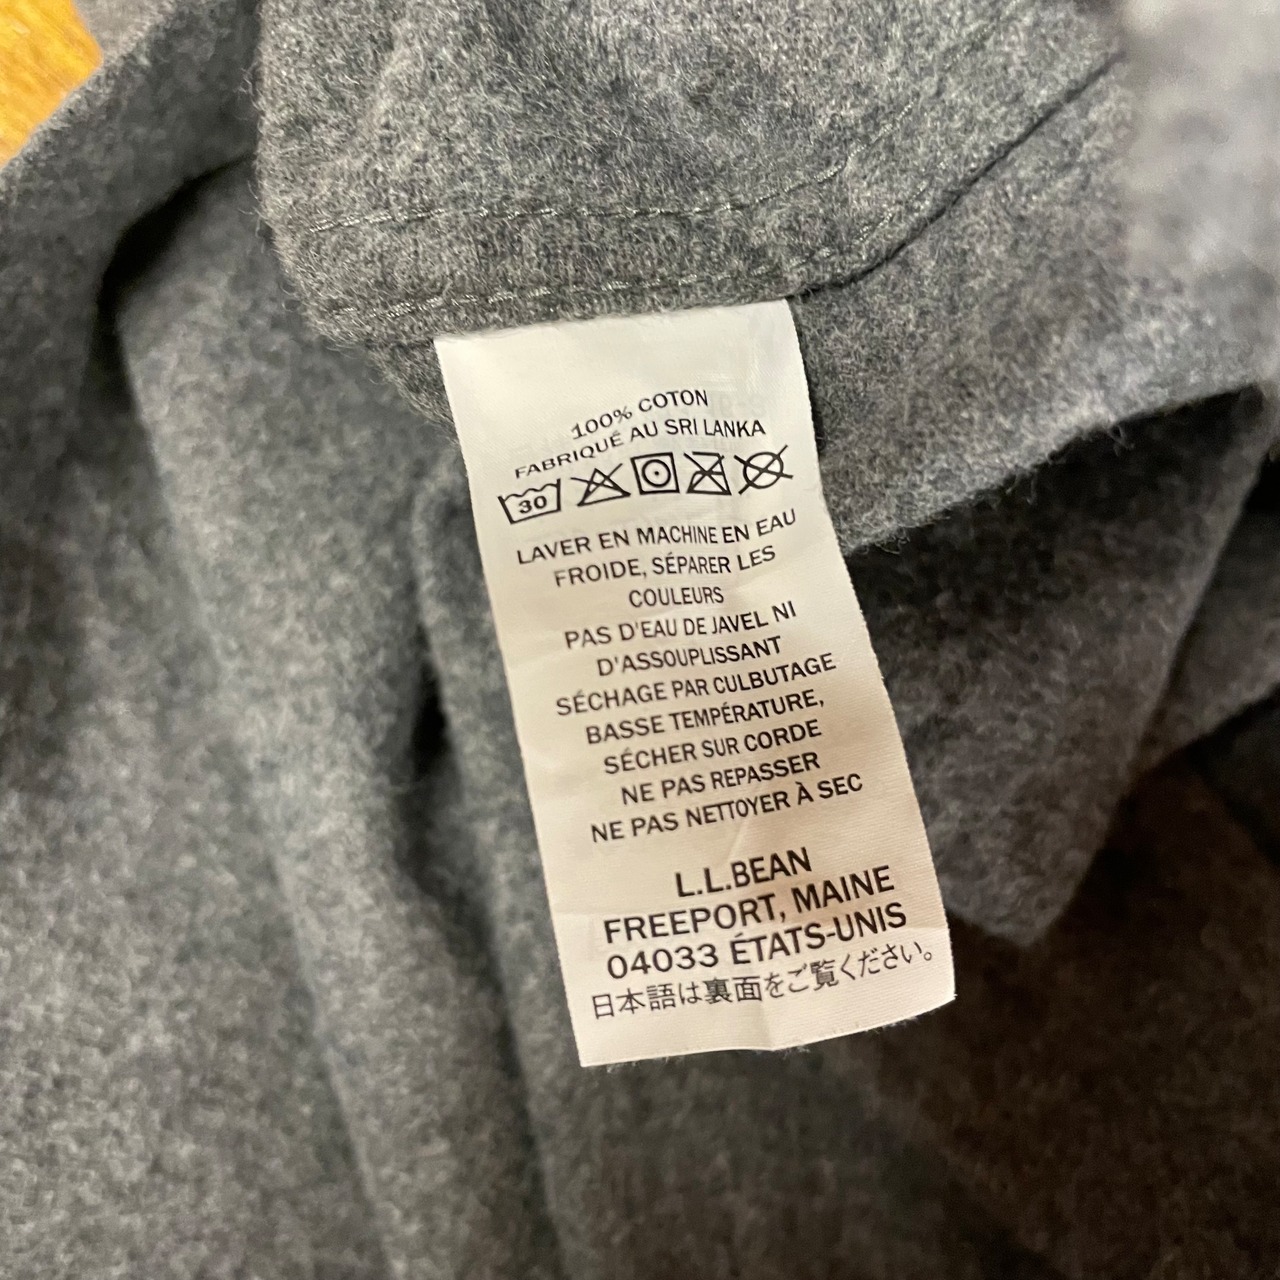 100% COTON
FABRIQUÉ AU SRI LANKA
30
LAVER EN MACHINE EN EAU
FROIDE, SÉPARER LES
COULEURS
PAS D'EAU DE JAVEL NI
D'ASSOUPLISSANT
SÉCHAGE PAR CULBUTAGE
BASSE TEMPÉRATURE,
SÉCHER SUR CORDE
NE PAS REPASSER
NE PAS NETTOYER À SEC
L.L.BEAN
FREEPORT, MAINE
04033 ÉTATS-UNIS
日本語は裏面をご覧ください。